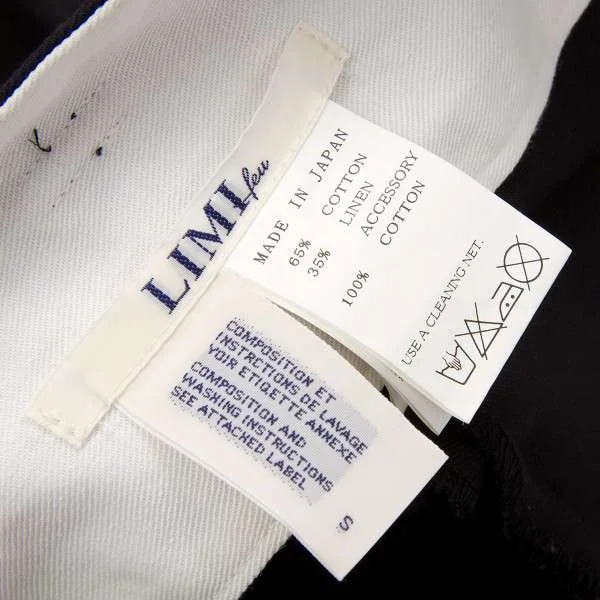 LIMI feu
MADE IN JAPAN
65% COTTON
35% LINEN
ACCESSORY
100% COTTON
USE A CLEANING NET.
COMPOSITION ET
INSTRCTIONS DE LAVAGE
VOIR ETIQETTE ANNEXE
COMPOSITION AND
WASHING INSTRUCTIONS
SEE ATTACHED LABEL
S